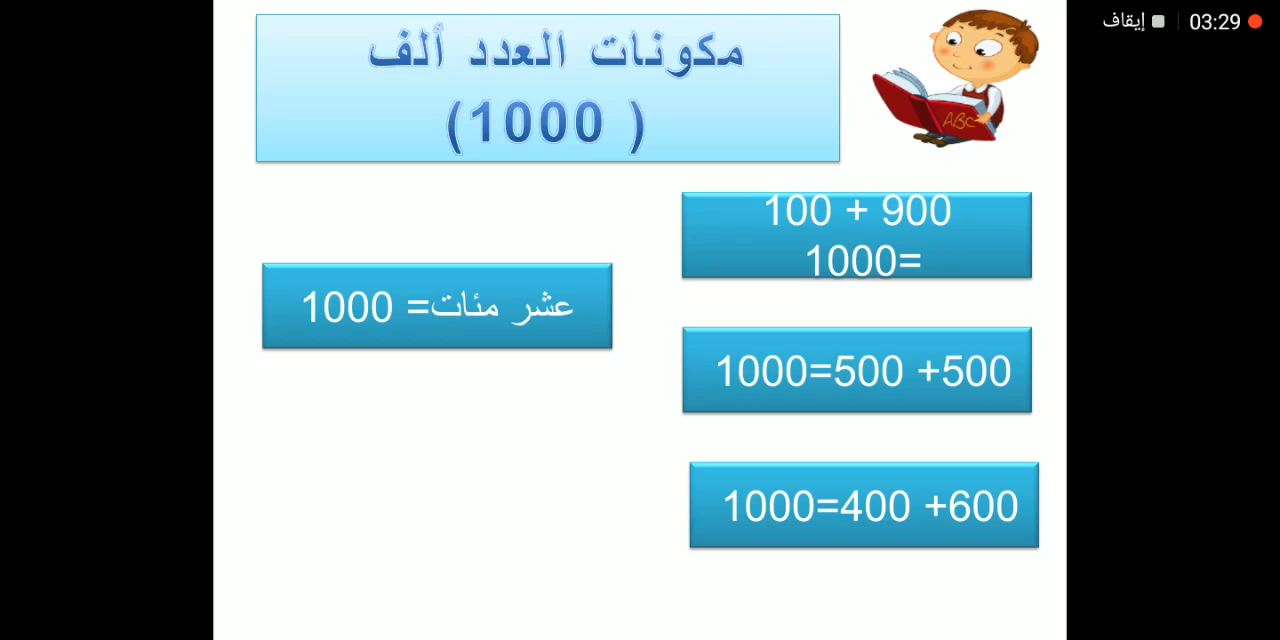 إيقاف
03:29
مكونات العدد ألف
( 1000)
ABC
900 + 100
=1000
500+ 500=1000
600+ 400=1000
عشر مئات= 1000